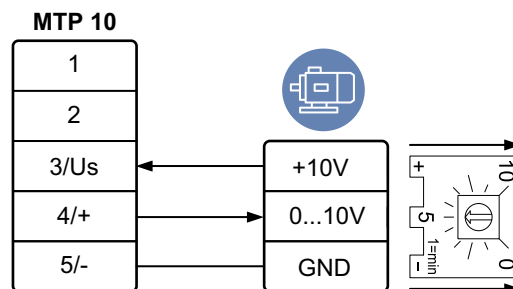 MTP 10
1
2
3/Us
4/+
5/-
+10V
0...10V
GND
+ 10
5
1=min
- 0